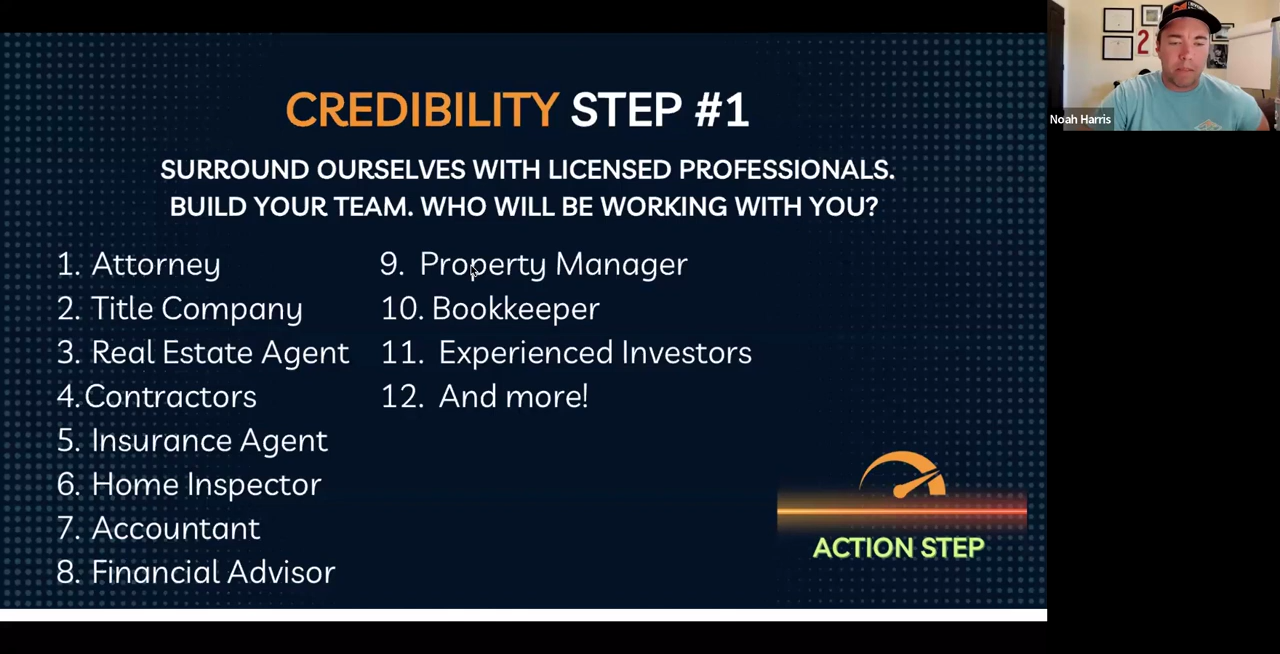 CREDIBILITY STEP #1
SURROUND OURSELVES WITH LICENSED PROFESSIONALS.
BUILD YOUR TEAM. WHO WILL BE WORKING WITH YOU?
1. Attorney
2. Title Company
3. Real Estate Agent
4. Contractors
5. Insurance Agent
6. Home Inspector
7. Accountant
8. Financial Advisor
9. Property Manager
10. Bookkeeper
11. Experienced Investors
12. And more!
ACTION STEP
2
Noah Harris